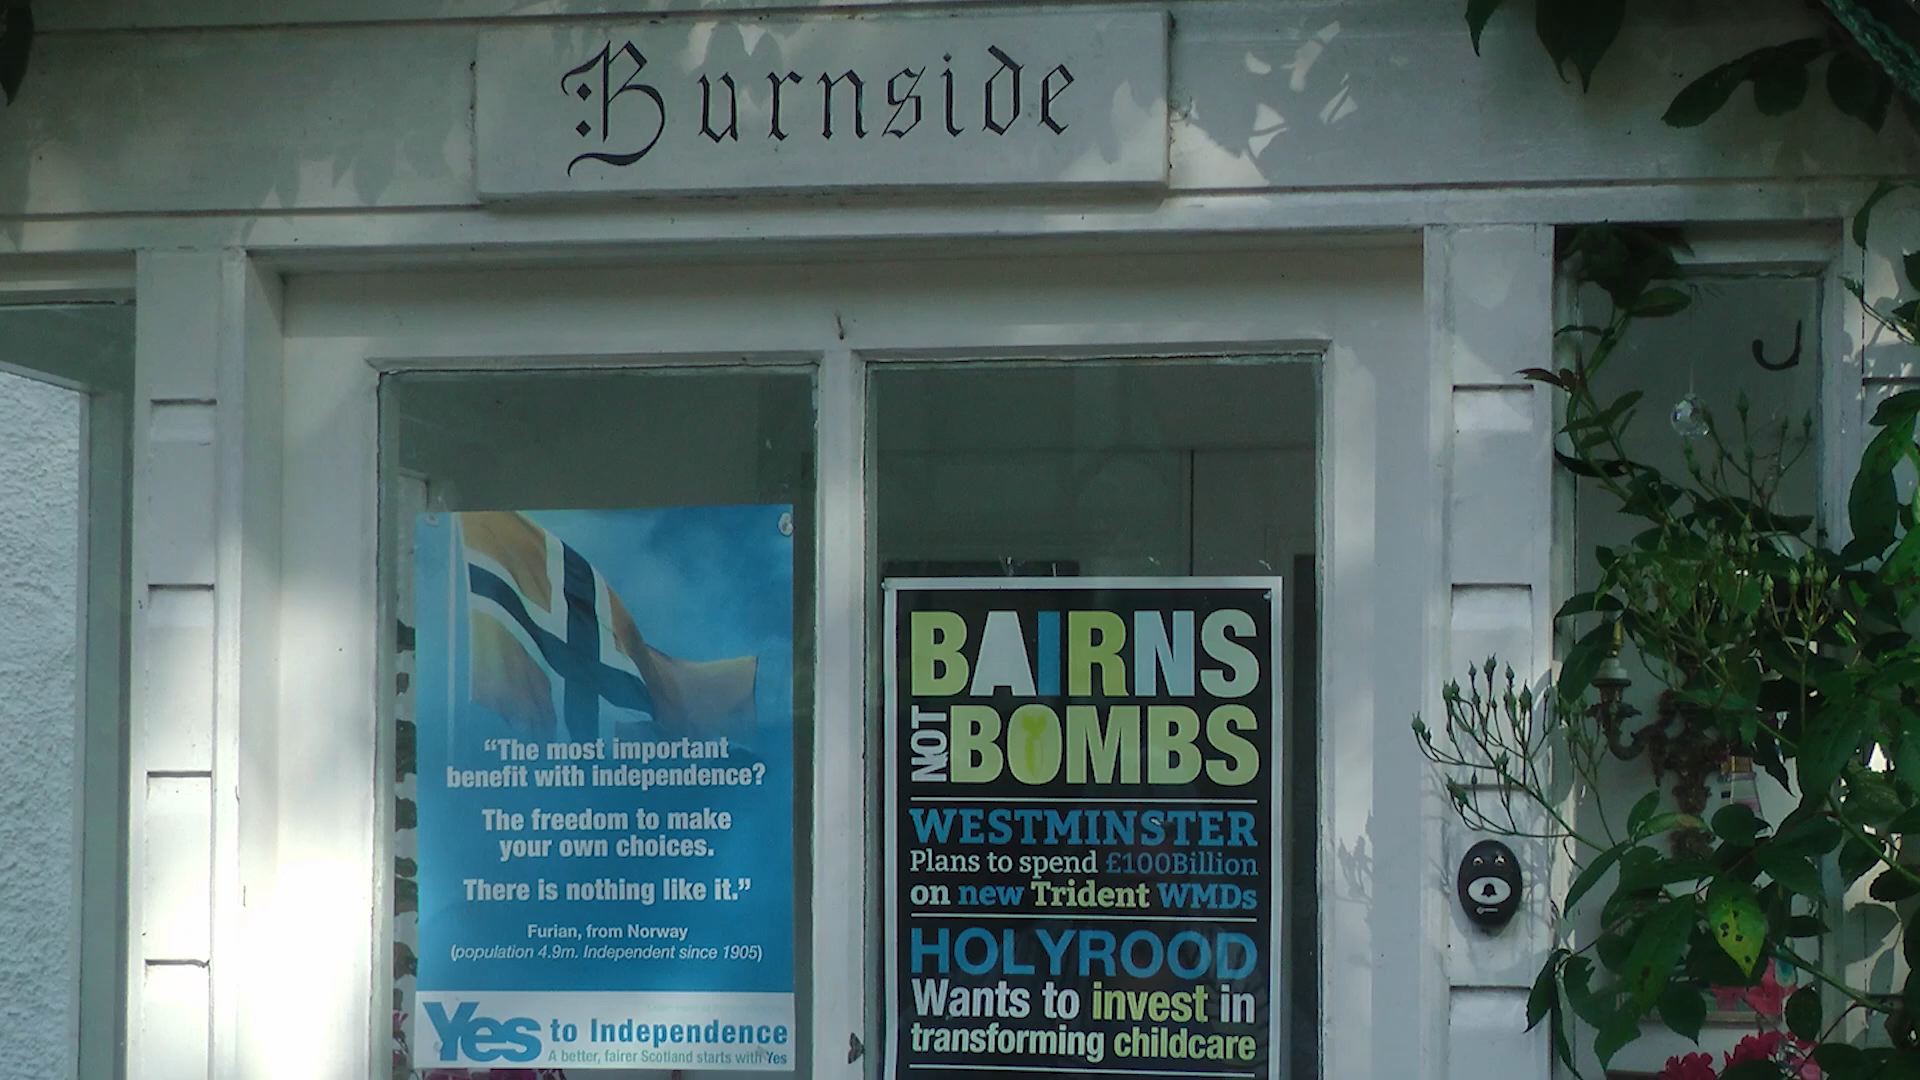 Burnside
“The most important
benefit with independence?
The freedom to make
your own choices.
There is nothing like it.”
Furian, from Norway
(population 4.9m. Independent since 1905)
Yes to Independence
A better, fairer Scotland starts with Yes
BAIRNS
NOT BOMBS
WESTMINSTER
Plans to spend £100Billion
on new Trident WMDs
HOLYROOD
Wants to invest in
transforming childcare